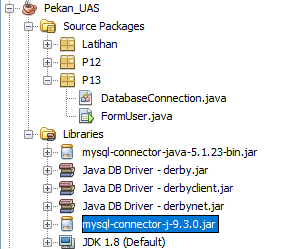 Pekan_UAS
Source Packages
Latihan
P12
P13
DatabaseConnection.java
FormUser.java
Libraries
mysql-connector-java-5.1.23-bin.jar
Java DB Driver - derby.jar
Java DB Driver - derbyclient.jar
Java DB Driver - derbynet.jar
mysql-connector-j-9.3.0.jar
JDK 1.8 (Default)